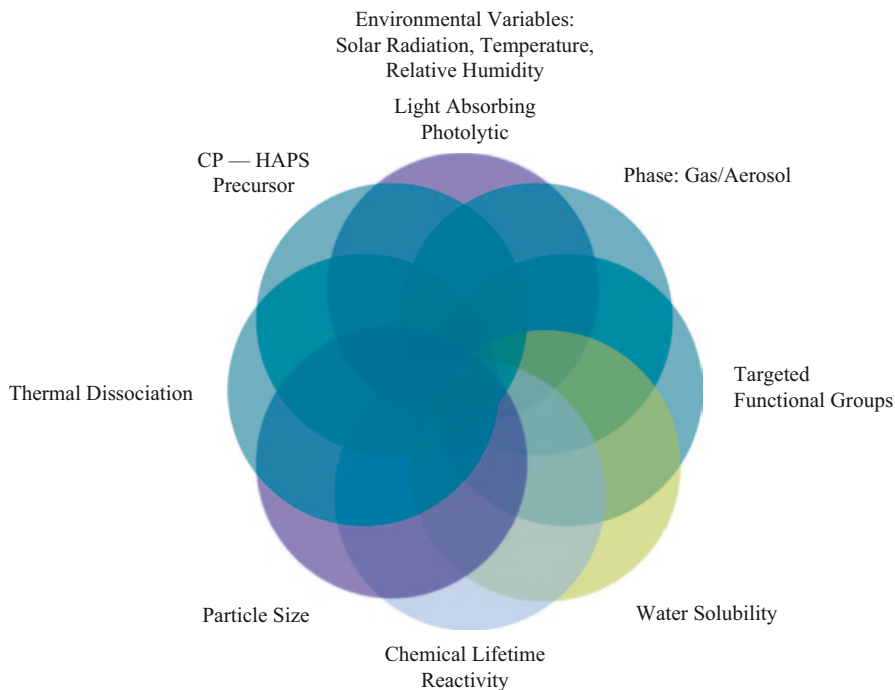 Environmental Variables:
Solar Radiation, Temperature,
Relative Humidity
Light Absorbing
Photolytic
CP — HAPS
Precursor
Phase: Gas/Aerosol
Thermal Dissociation
Targeted
Functional Groups
Particle Size
Water Solubility
Chemical Lifetime
Reactivity